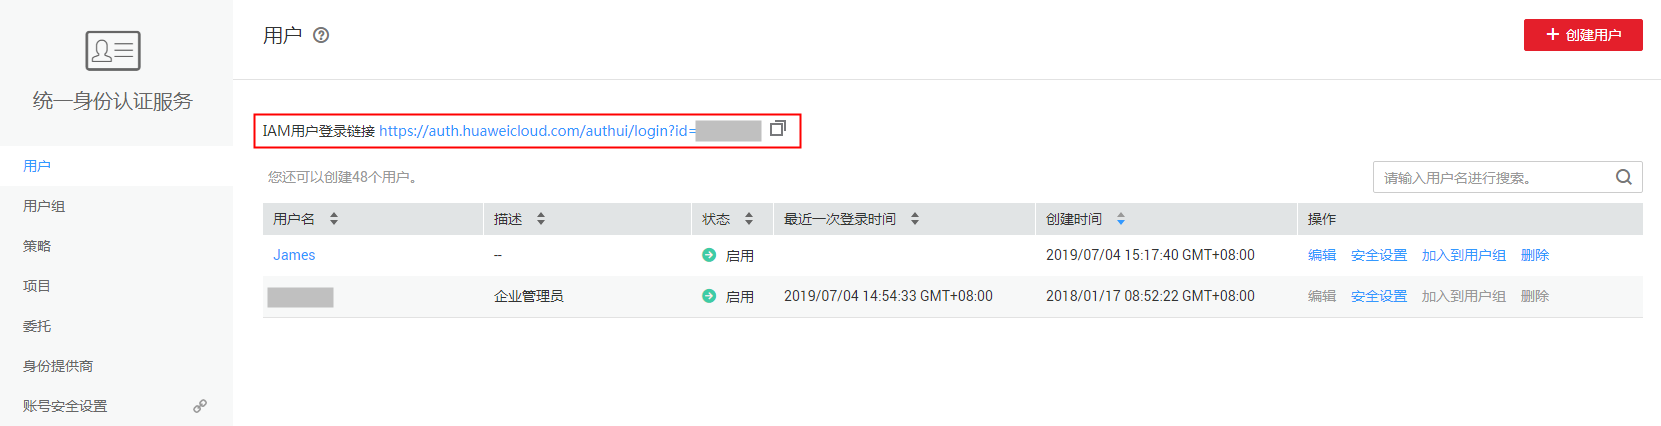 统一身份认证服务
用户
用户组
策略
项目
委托
身份提供商
账号安全设置
用户 ?
+ 创建用户
IAM用户登录链接 https://auth.huaweicloud.com/authui/login?id=
您还可以创建48个用户。
请输入用户名进行搜索。
用户名 描述 状态 最近一次登录时间 创建时间 操作
James -- 启用 2019/07/04 15:17:40 GMT+08:00 编辑 安全设置 加入到用户组 删除
企业管理员 启用 2019/07/04 14:54:33 GMT+08:00 2018/01/17 08:52:22 GMT+08:00 编辑 安全设置 加入到用户组 删除